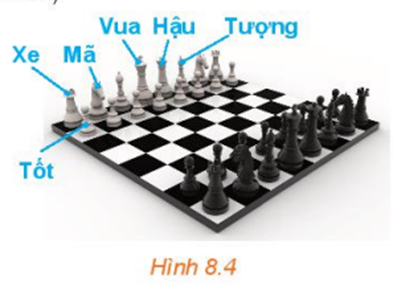 Vua Hậu Tượng
Xe Mã
Tốt
Hình 8.4